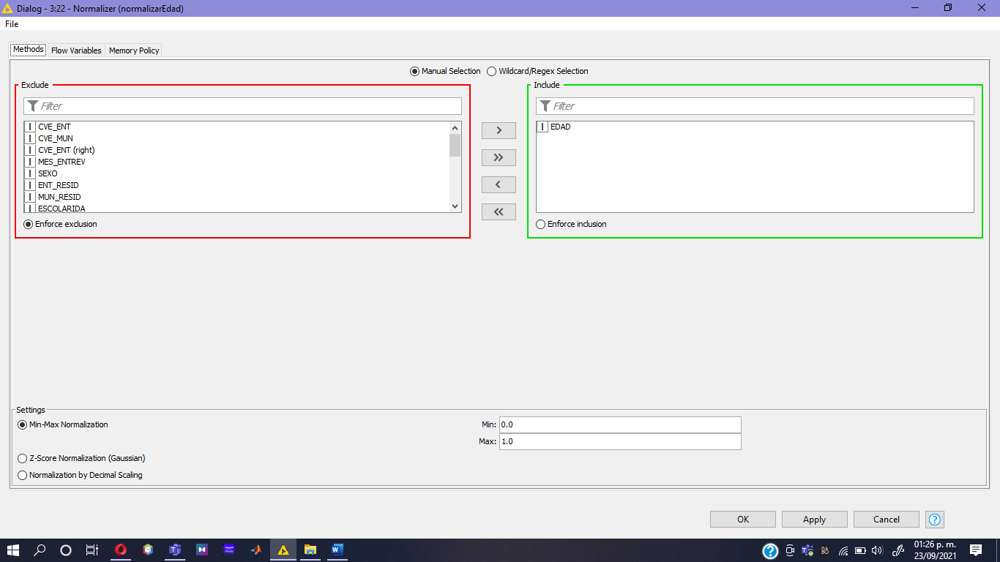 Dialog - 3:22 - Normalizer (normalizarEdad)
File
Methods Flow Variables Memory Policy
Manual Selection Wildcard/Regex Selection
Exclude
Filter
CVE_ENT
CVE_MUN
CVE_ENT (right)
MES_ENTREV
SEXO
ENT_RESID
MUN_RESID
ESCOLARIDA
Enforce exclusion
>
>>
<
<<
Include
Filter
EDAD
Enforce inclusion
Settings
Min-Max Normalization
Min: 0.0
Max: 1.0
Z-Score Normalization (Gaussian)
Normalization by Decimal Scaling
OK Apply Cancel
01:26 p. m.
23/09/2021